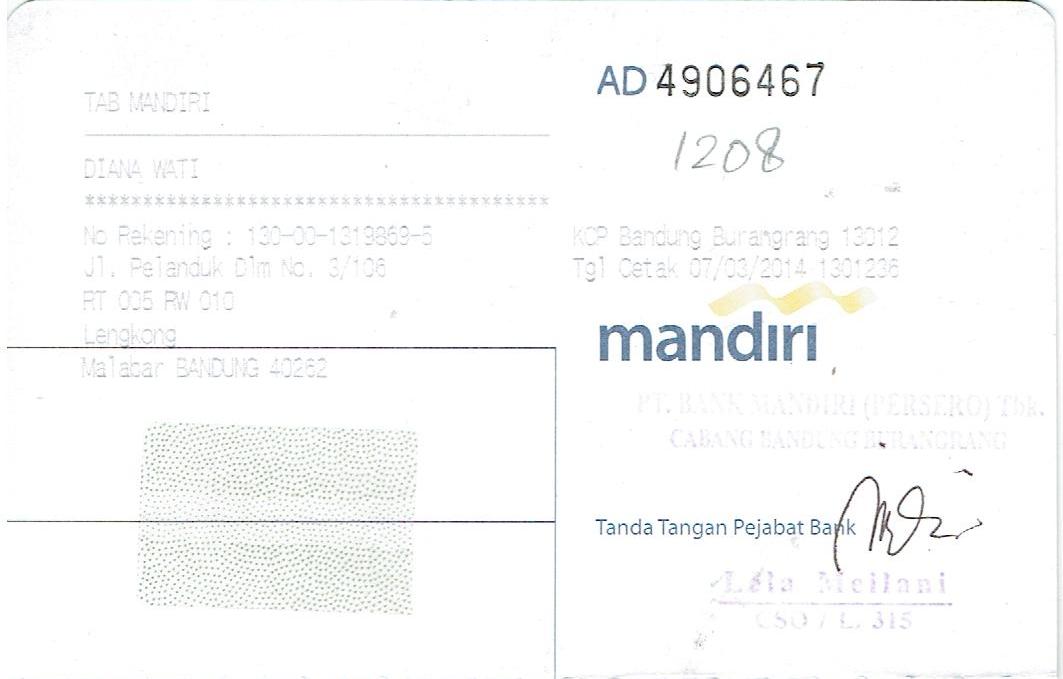 TAB MANDIRI
DIANA WATI
****************************************
No Rekening : 130-00-1319869-5
Jl. Pelanduk Dlm No. 3/106
RT 005 RW 010
Lengkong
Malabar BANDUNG 40262
AD 4906467
1208
KCP Bandung Burangrang 13012
Tgl Cetak 07/03/2014 1301236
mandırı
PT. BANK MANDIRI (PERSERO) Tbk.
CABANG BANDUNG BURANGRANG
Tanda Tangan Pejabat Bank
Lela Meilani
CSO / L. 315